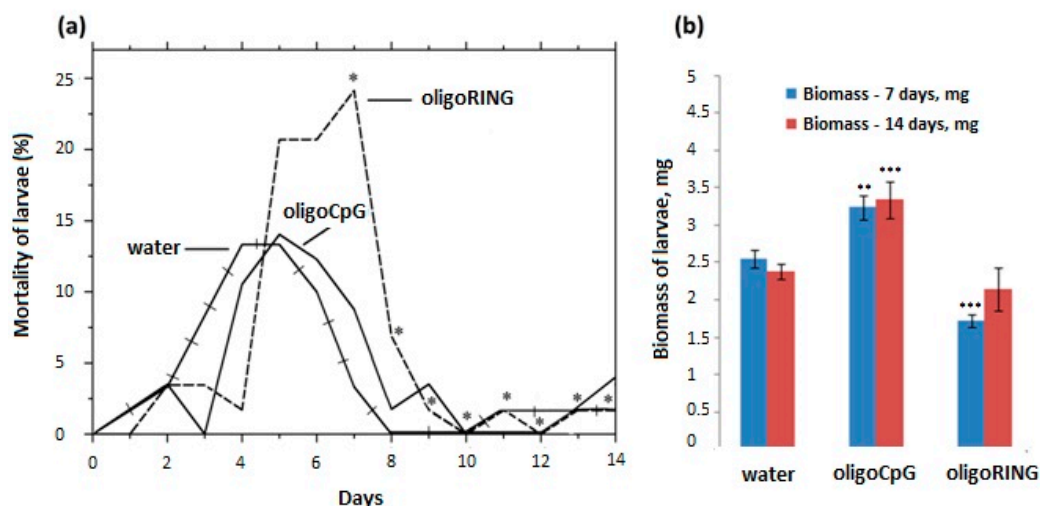 (a)
Mortality of larvae (%)
25
20
15
10
5
0
0 2 4 6 8 10 12 14
Days
water
oligoCpG
oligoRING
*
*
*
*
*
*
*
*
(b)
Biomass of larvae, mg
5
4.5
4
3.5
3
2.5
2
1.5
1
0.5
0
Biomass - 7 days, mg
Biomass - 14 days, mg
** ***
***
water oligoCpG oligoRING